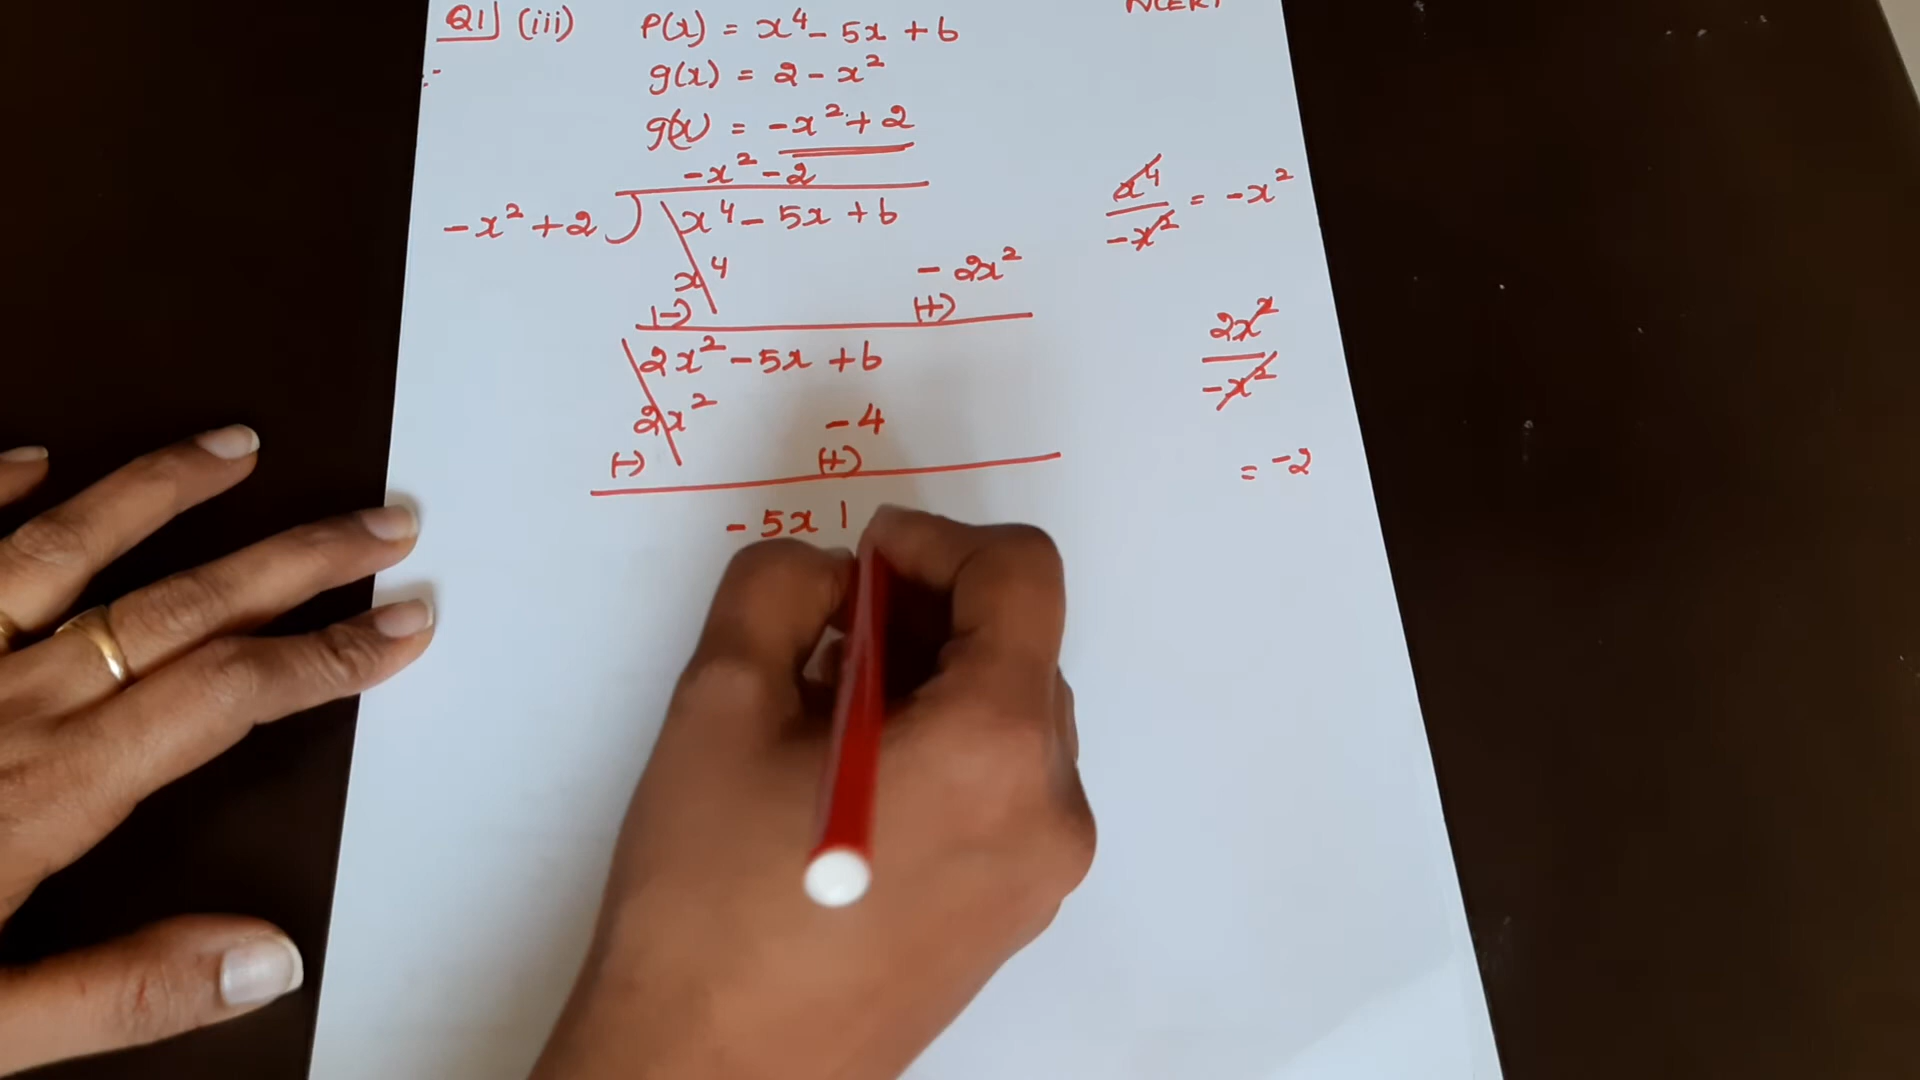 Q1 (iii) P(x) = x⁴ - 5x + 6
NCERT
:-
g(x) = 2 - x²
g(x) = -x² + 2
-x² - 2
-x² + 2 ) x⁴ - 5x + 6
x⁴ - 2x²
(-) (+)
2x² - 5x + 6
2x² - 4
(-) (+)
- 5x
x⁴
/ -x² = -x²
2x²
/ -x²
= -2